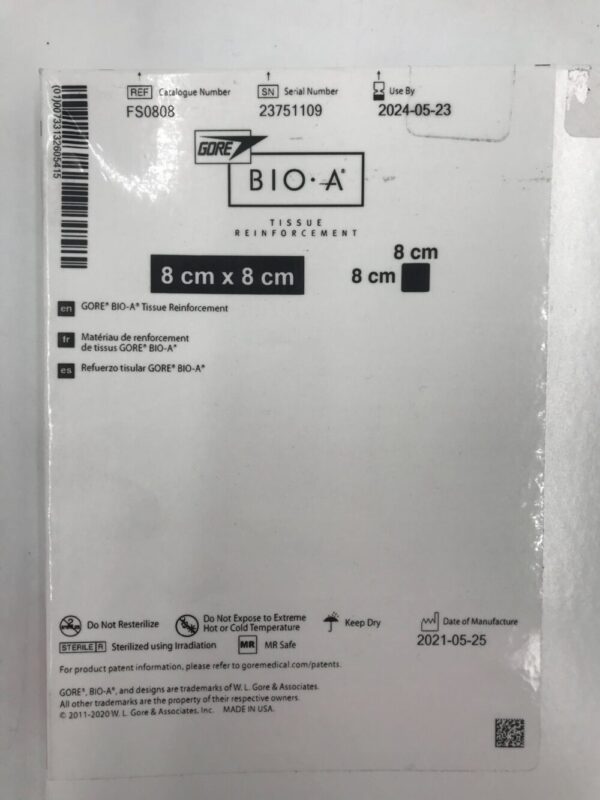 REF Catalogue Number
FS0808
SN Serial Number
23751109
Use By
2024-05-23
(01)00733132605415
GORE
BIO·A®
TISSUE
REINFORCEMENT
8 cm x 8 cm
8 cm
8 cm
en GORE® BIO-A® Tissue Reinforcement
fr Matériau de renforcement
de tissus GORE® BIO-A®
es Refuerzo tisular GORE® BIO-A®
Do Not Resterilize
Do Not Expose to Extreme
Hot or Cold Temperature
Keep Dry
Date of Manufacture
2021-05-25
STERILE R Sterilized using Irradiation
MR MR Safe
For product patent information, please refer to goremedical.com/patents.
GORE®, BIO-A®, and designs are trademarks of W. L. Gore & Associates.
All other trademarks are the property of their respective owners.
© 2011-2020 W. L. Gore & Associates, Inc. MADE IN USA.